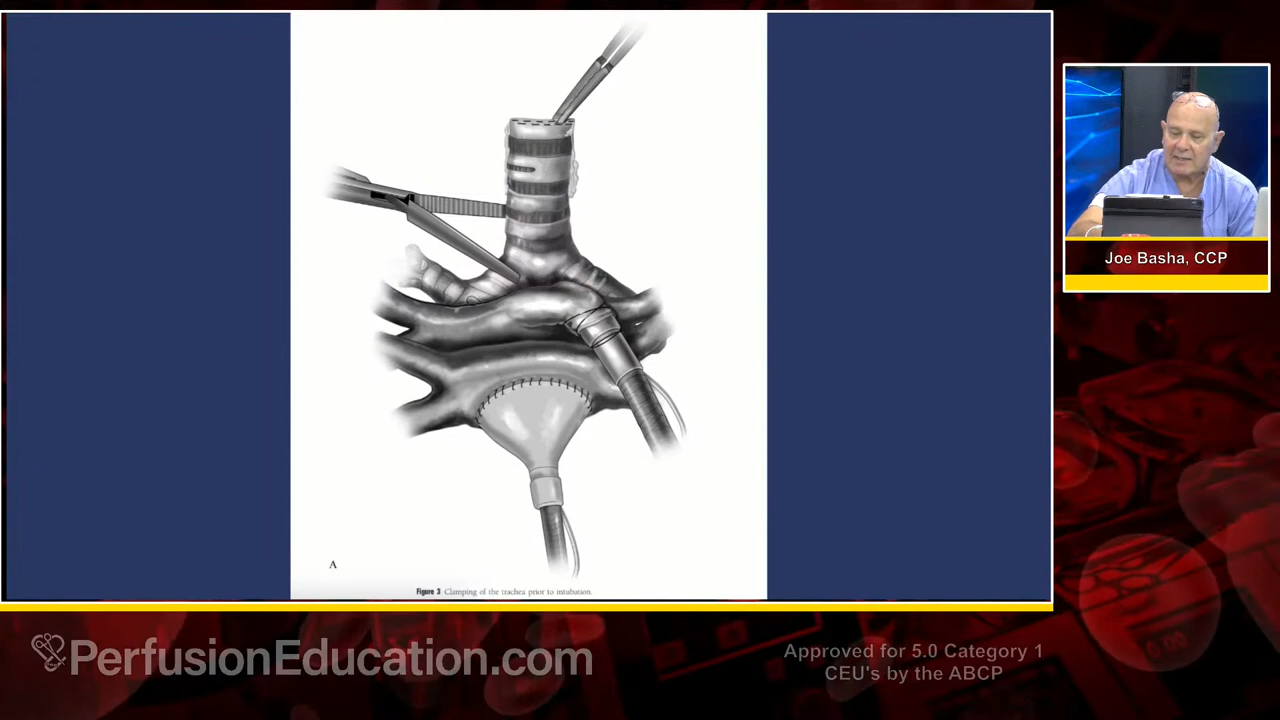 A
Figure 3 Clamping of the trachea prior to intubation.
Joe Basha, CCP
PerfusionEducation.com
Approved for 5.0 Category 1
CEU's by the ABCP